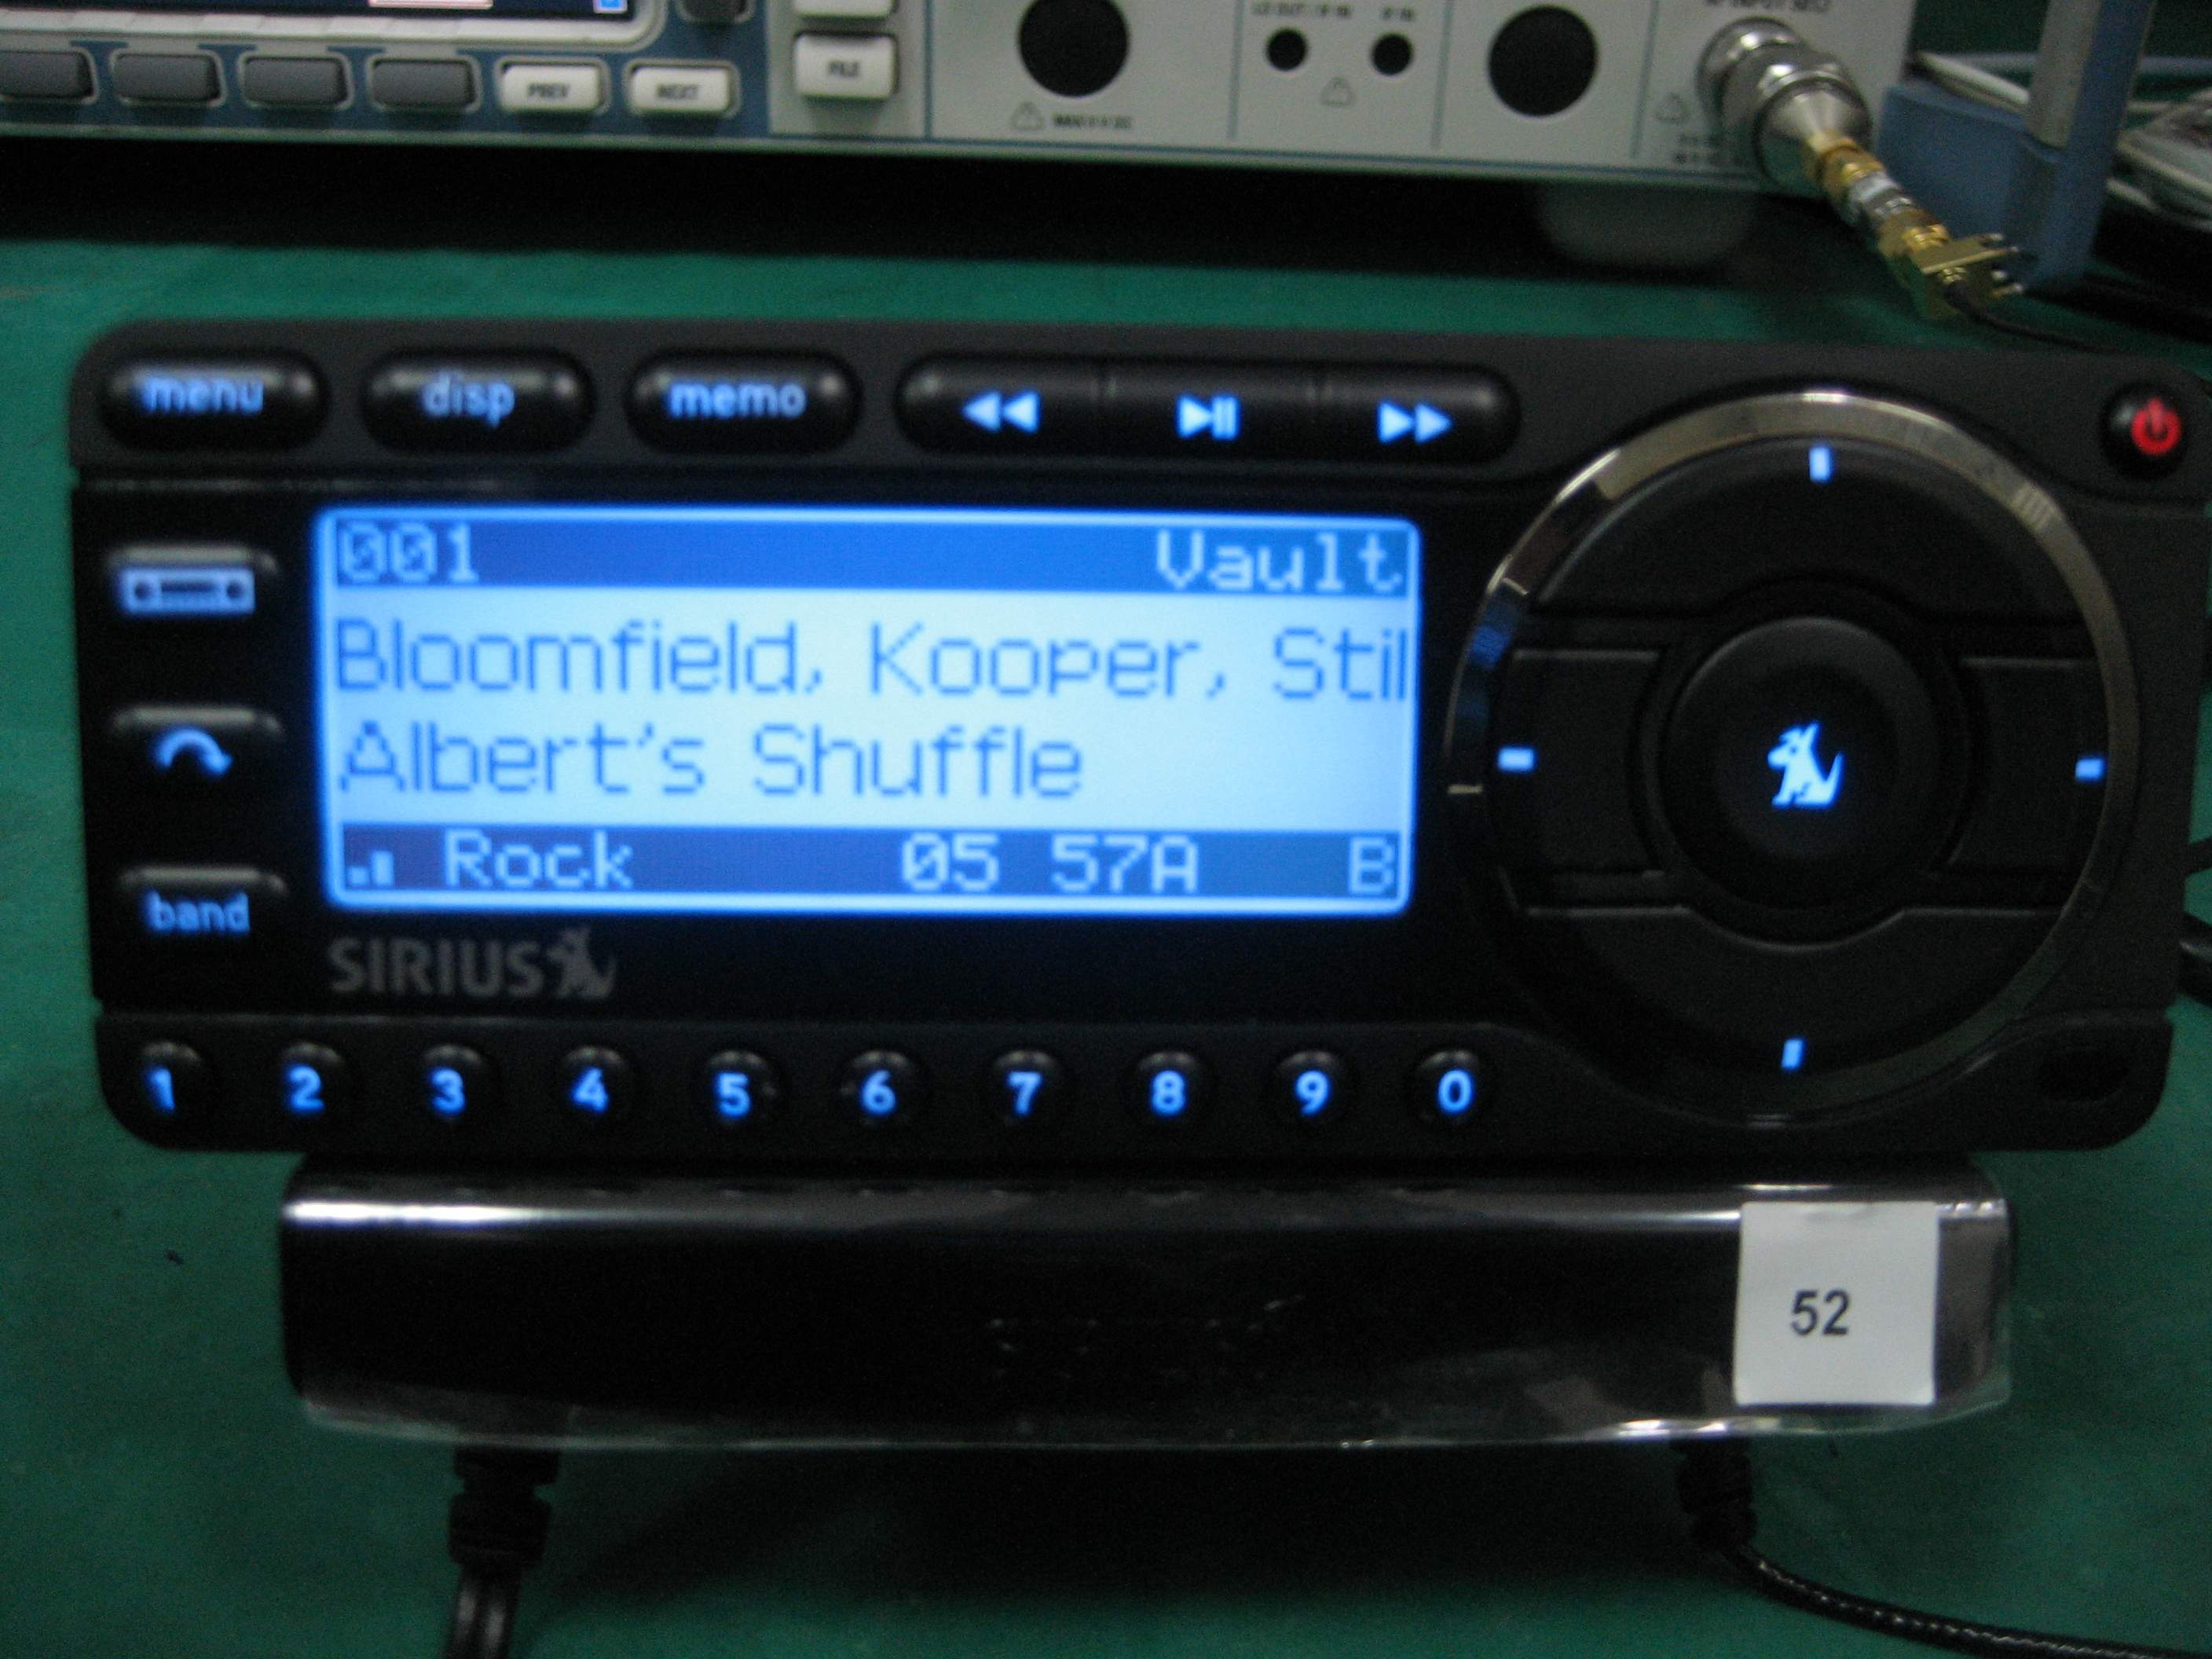 PREV NEXT FILE
menu disp memo
001 Vault
Bloomfield, Kooper, Stil
Albert's Shuffle
Rock 05 57A B
band
SIRIUS
1 2 3 4 5 6 7 8 9 0
52